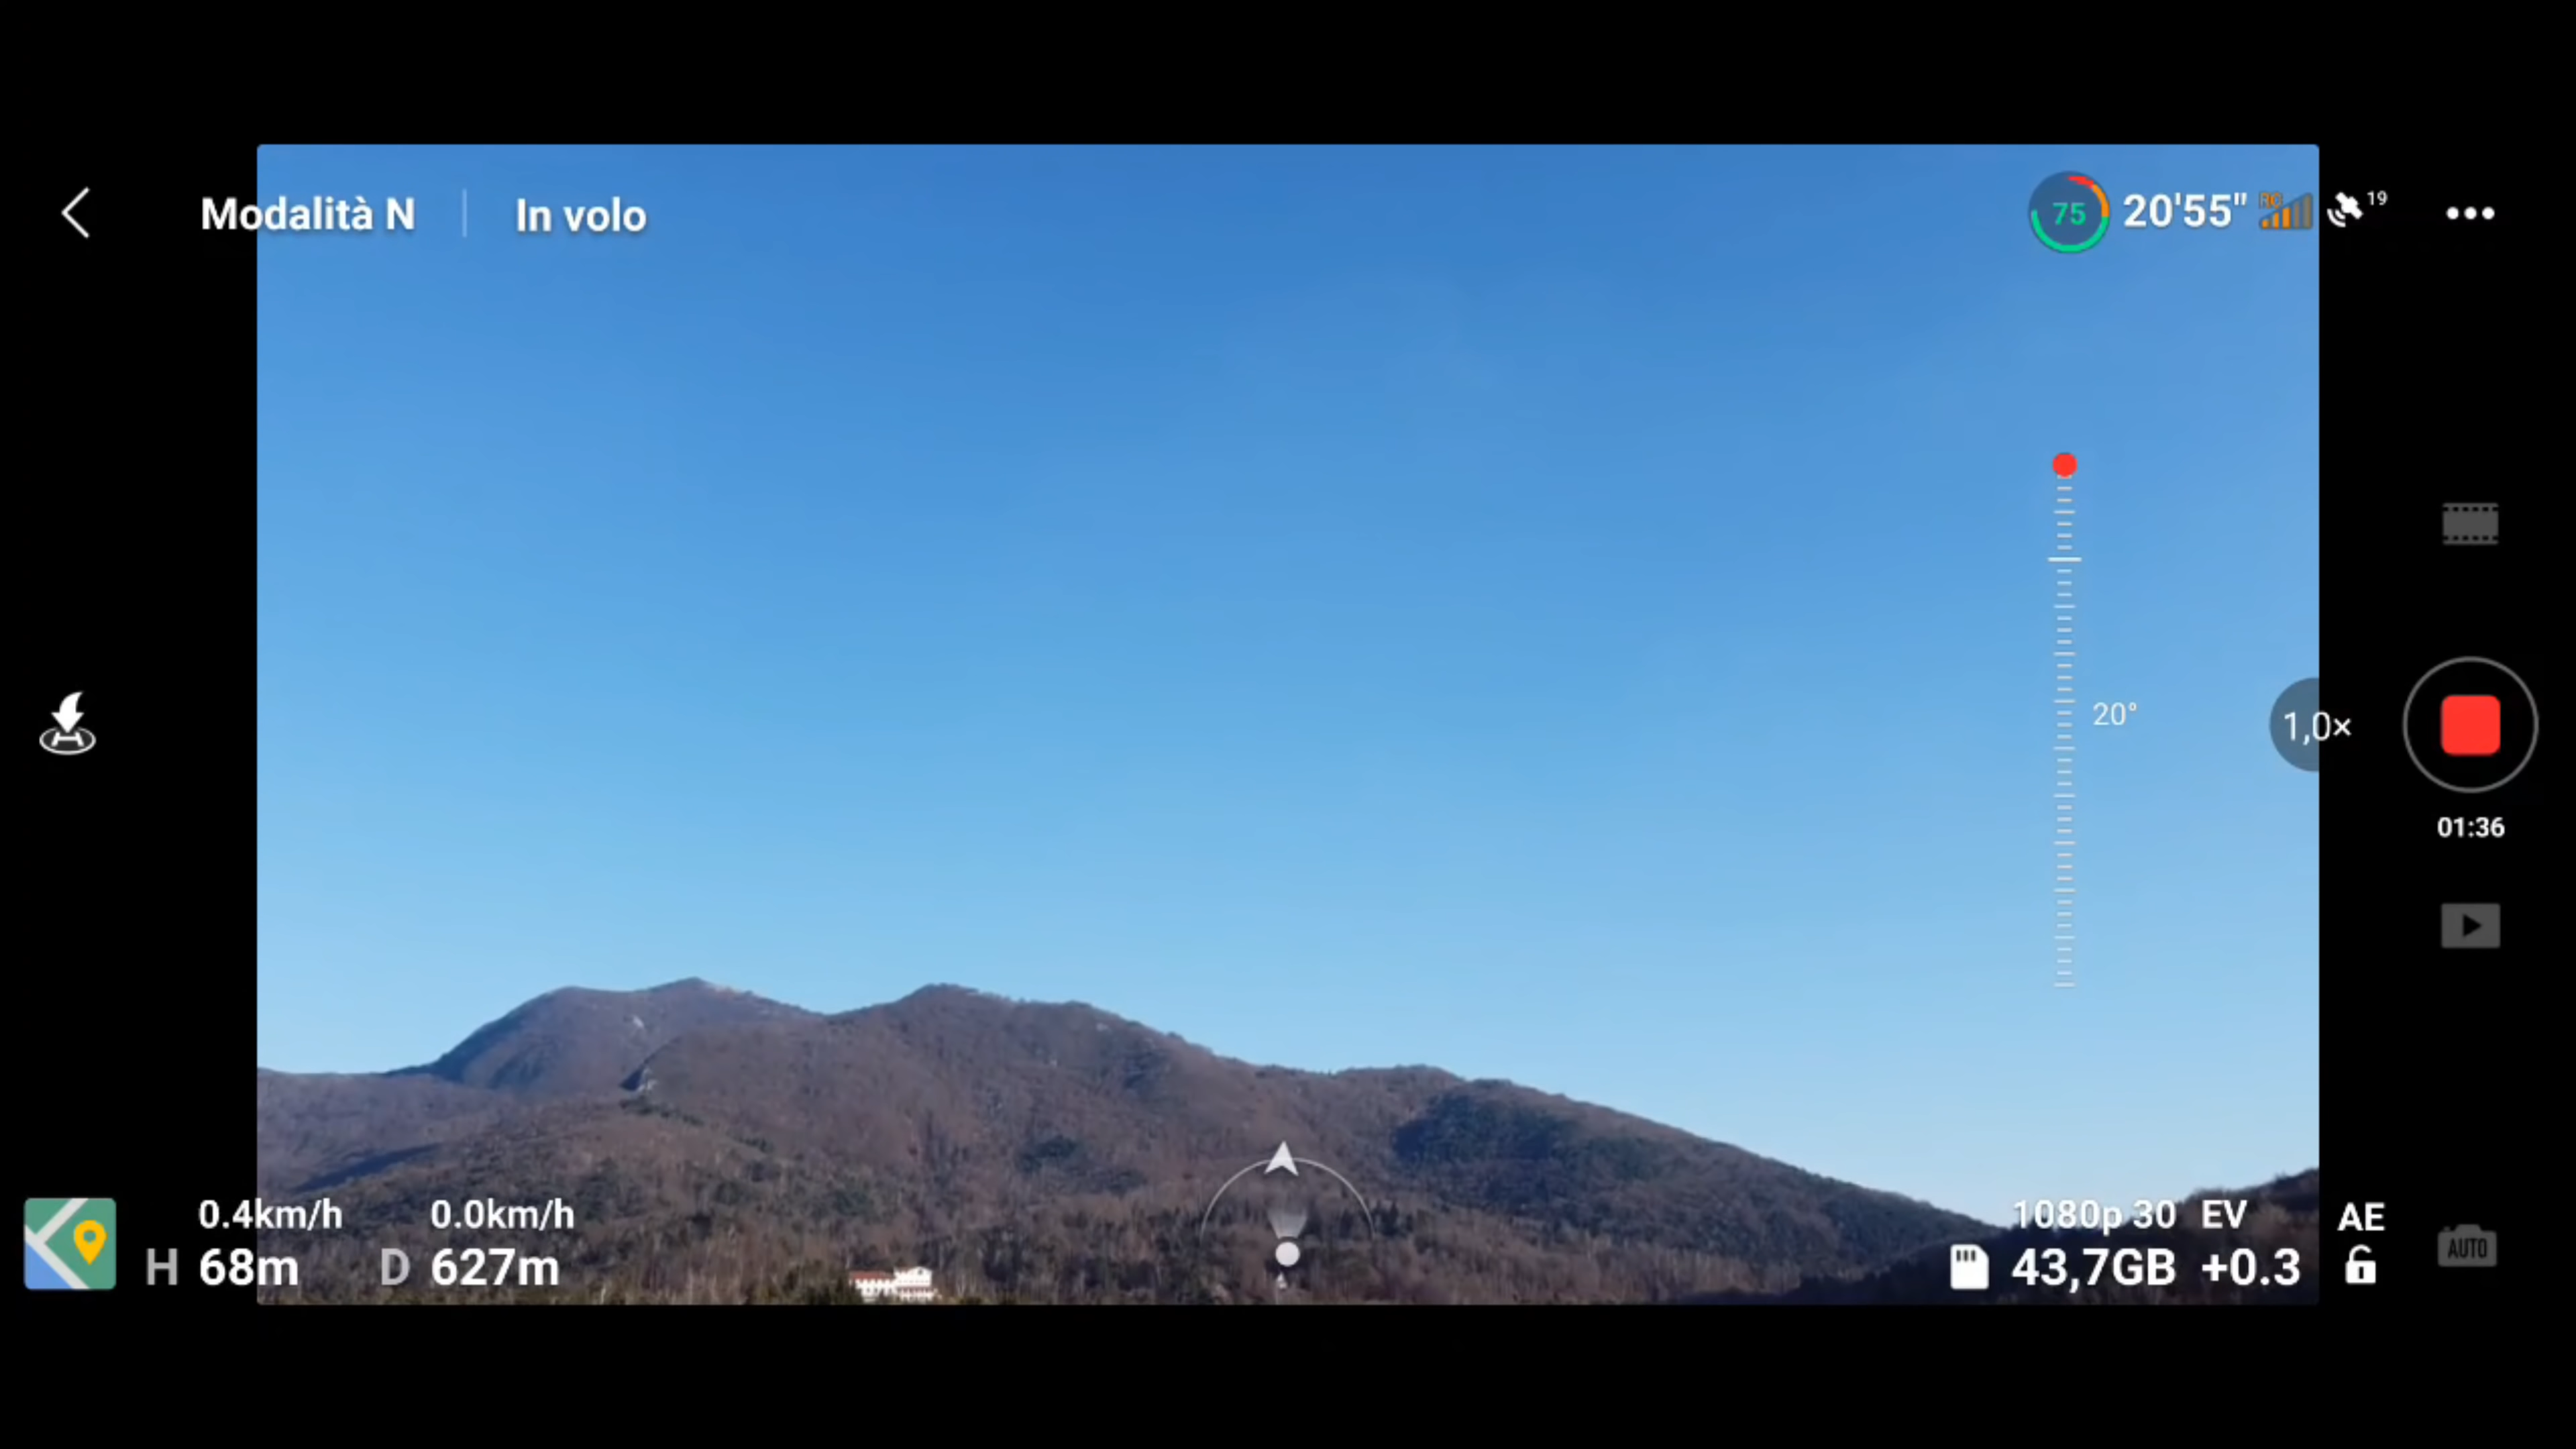 Modalità N | In volo
75 20'55" RC 19
20°
1,0×
01:36
0.4km/h 0.0km/h
H 68m D 627m
1080p 30 EV AE
43,7GB +0.3
AUTO